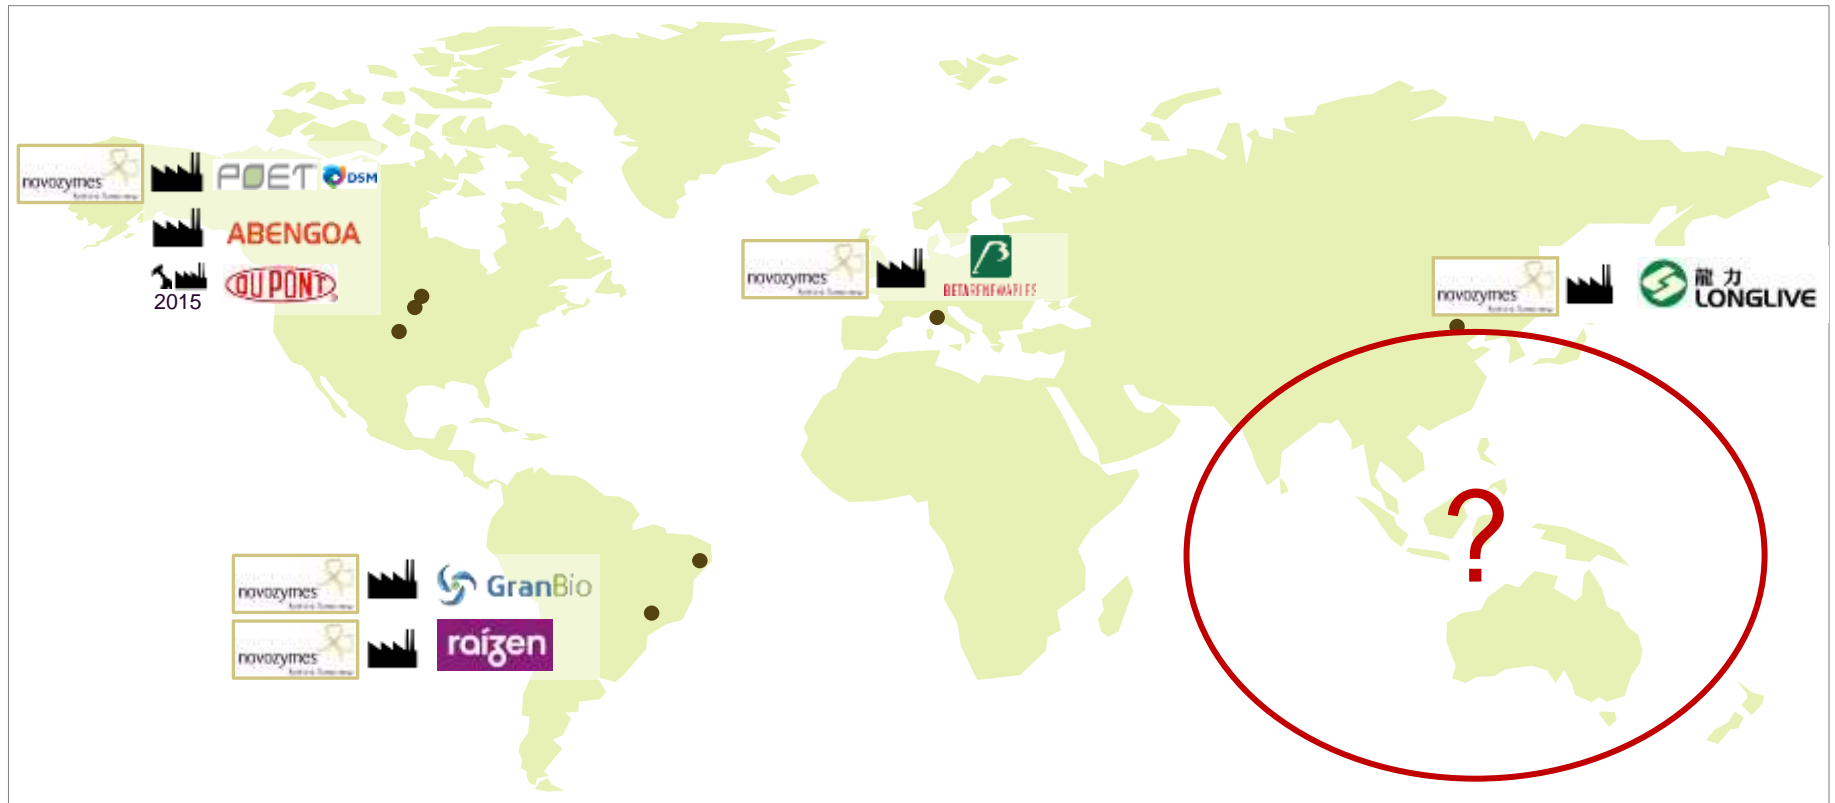 novozymes
POET DSM
ABENGOA
DUPONT
2015
novozymes
BETARENEWABLES
novozymes
龍力
LONGLIVE
?
novozymes
GranBio
novozymes
raízen